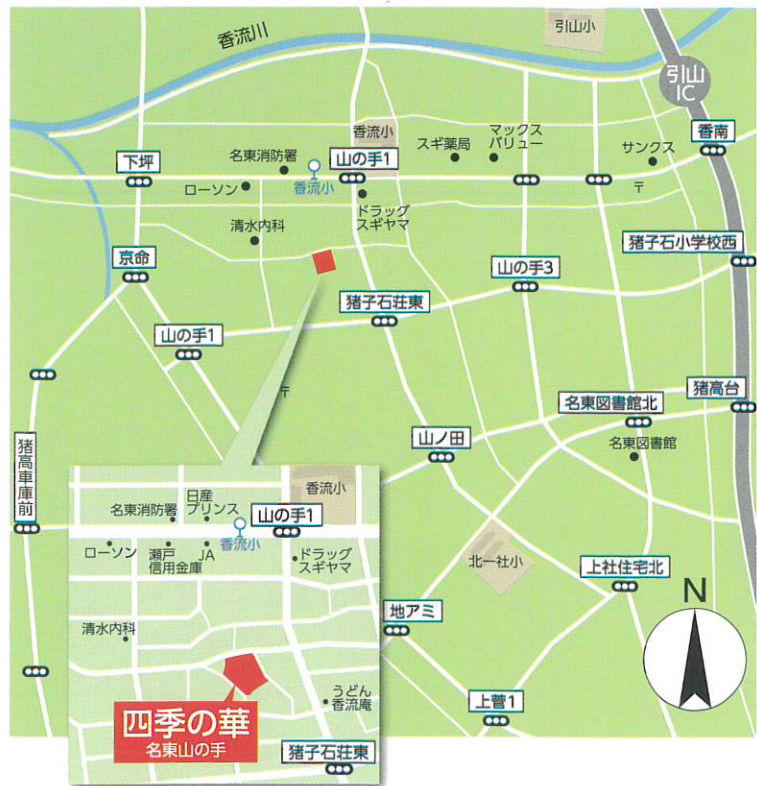 香流川
引山小
引山
IC
香南
香流小
スギ薬局
マックス
バリュー
サンクス
下坪
名東消防署
山の手1
ローソン
香流小
〒
ドラッグ
スギヤマ
清水内科
猪子石小学校西
京命
山の手3
猪子石荘東
山の手1
〒
猪高台
名東図書館北
山ノ田
名東図書館
猪高車庫前
香流小
日産
プリンス
名東消防署
山の手1
香流小
ローソン
瀬戸
信用金庫
JA
ドラッグ
スギヤマ
北一社小
上社住宅北
N
地アミ
清水内科
うどん
香流庵
四季の華
名東山の手
上菅1
猪子石荘東